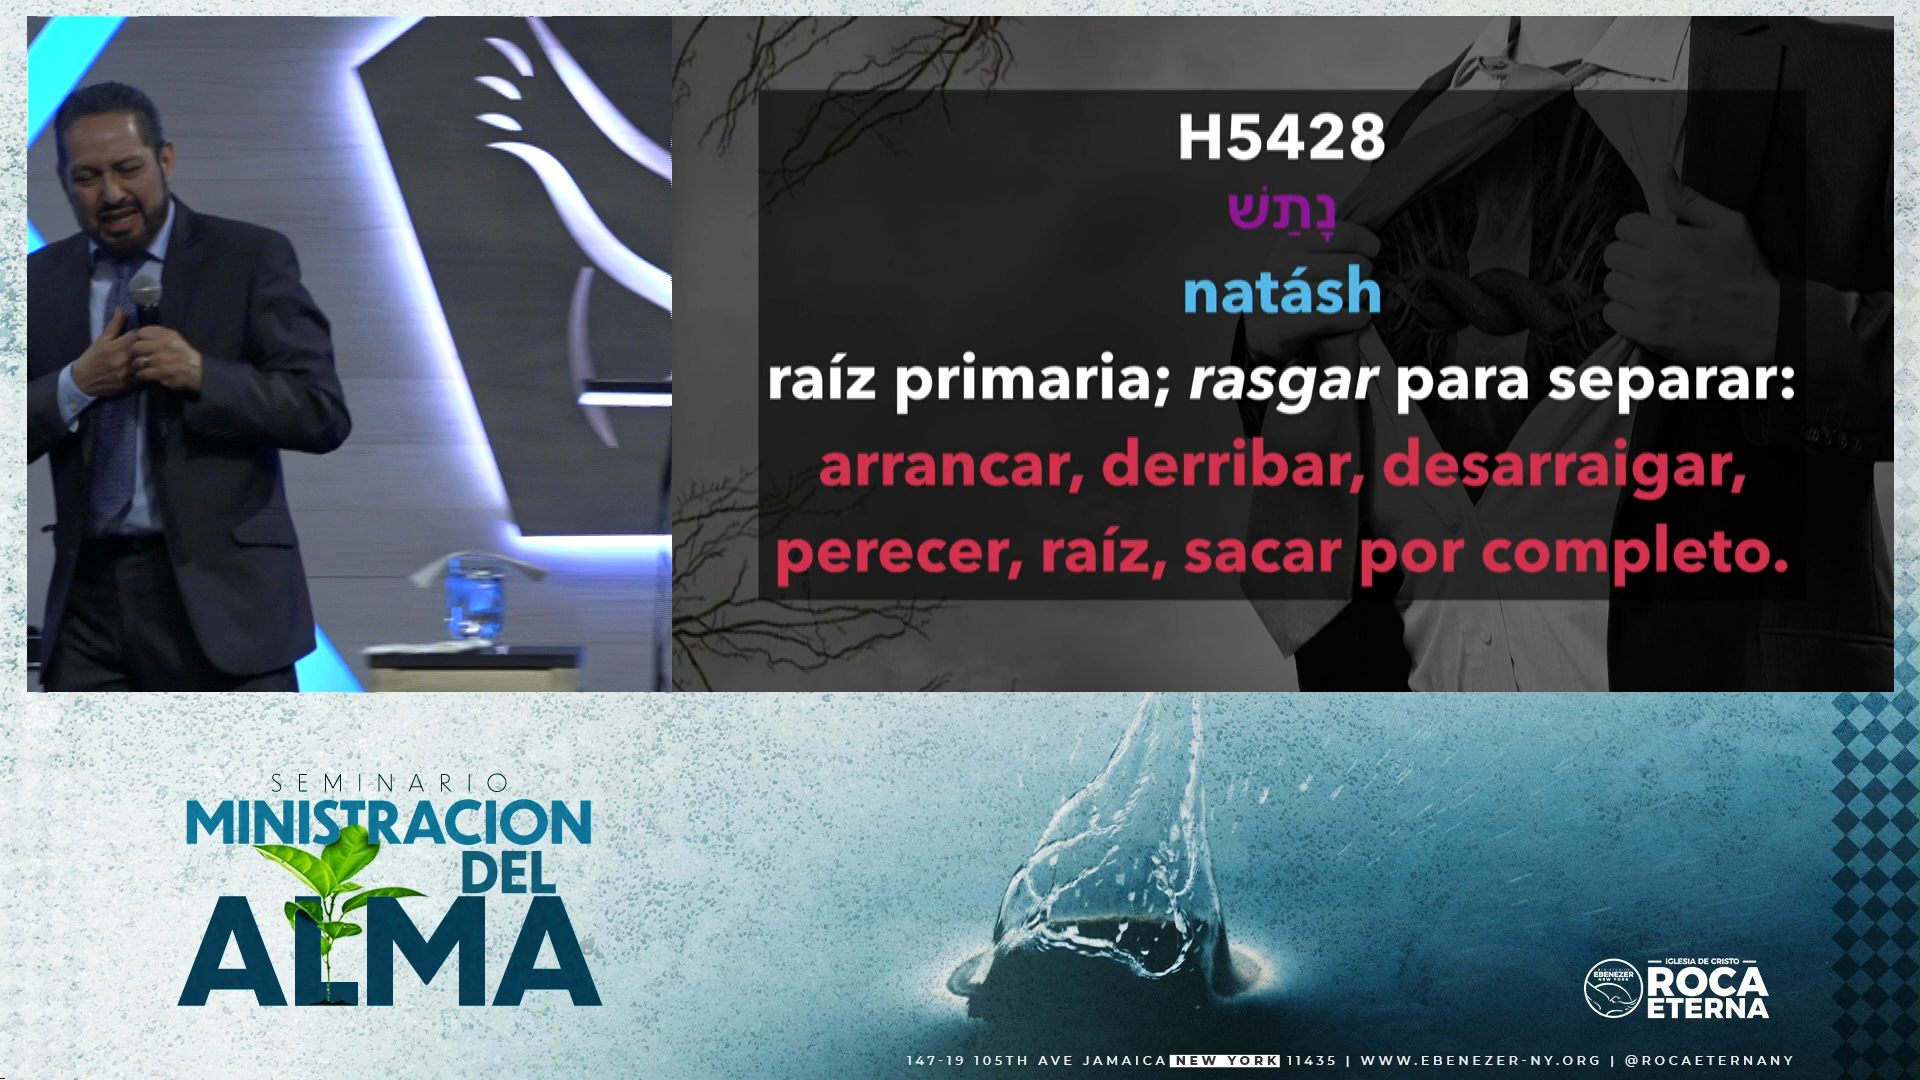 H5428
נָתַשׁ
natásh
raíz primaria; rasgar para separar:
arrancar, derribar, desarraigar,
perecer, raíz, sacar por completo.
SEMINARIO
MINISTRACION
DEL
ALMA
EBENEZER
IGLESIA DE CRISTO
ROCA
ETERNA
147-19 105TH AVE JAMAICA NEW YORK 11435 | WWW.EBENEZER-NY.ORG | @ROCAETERNANY